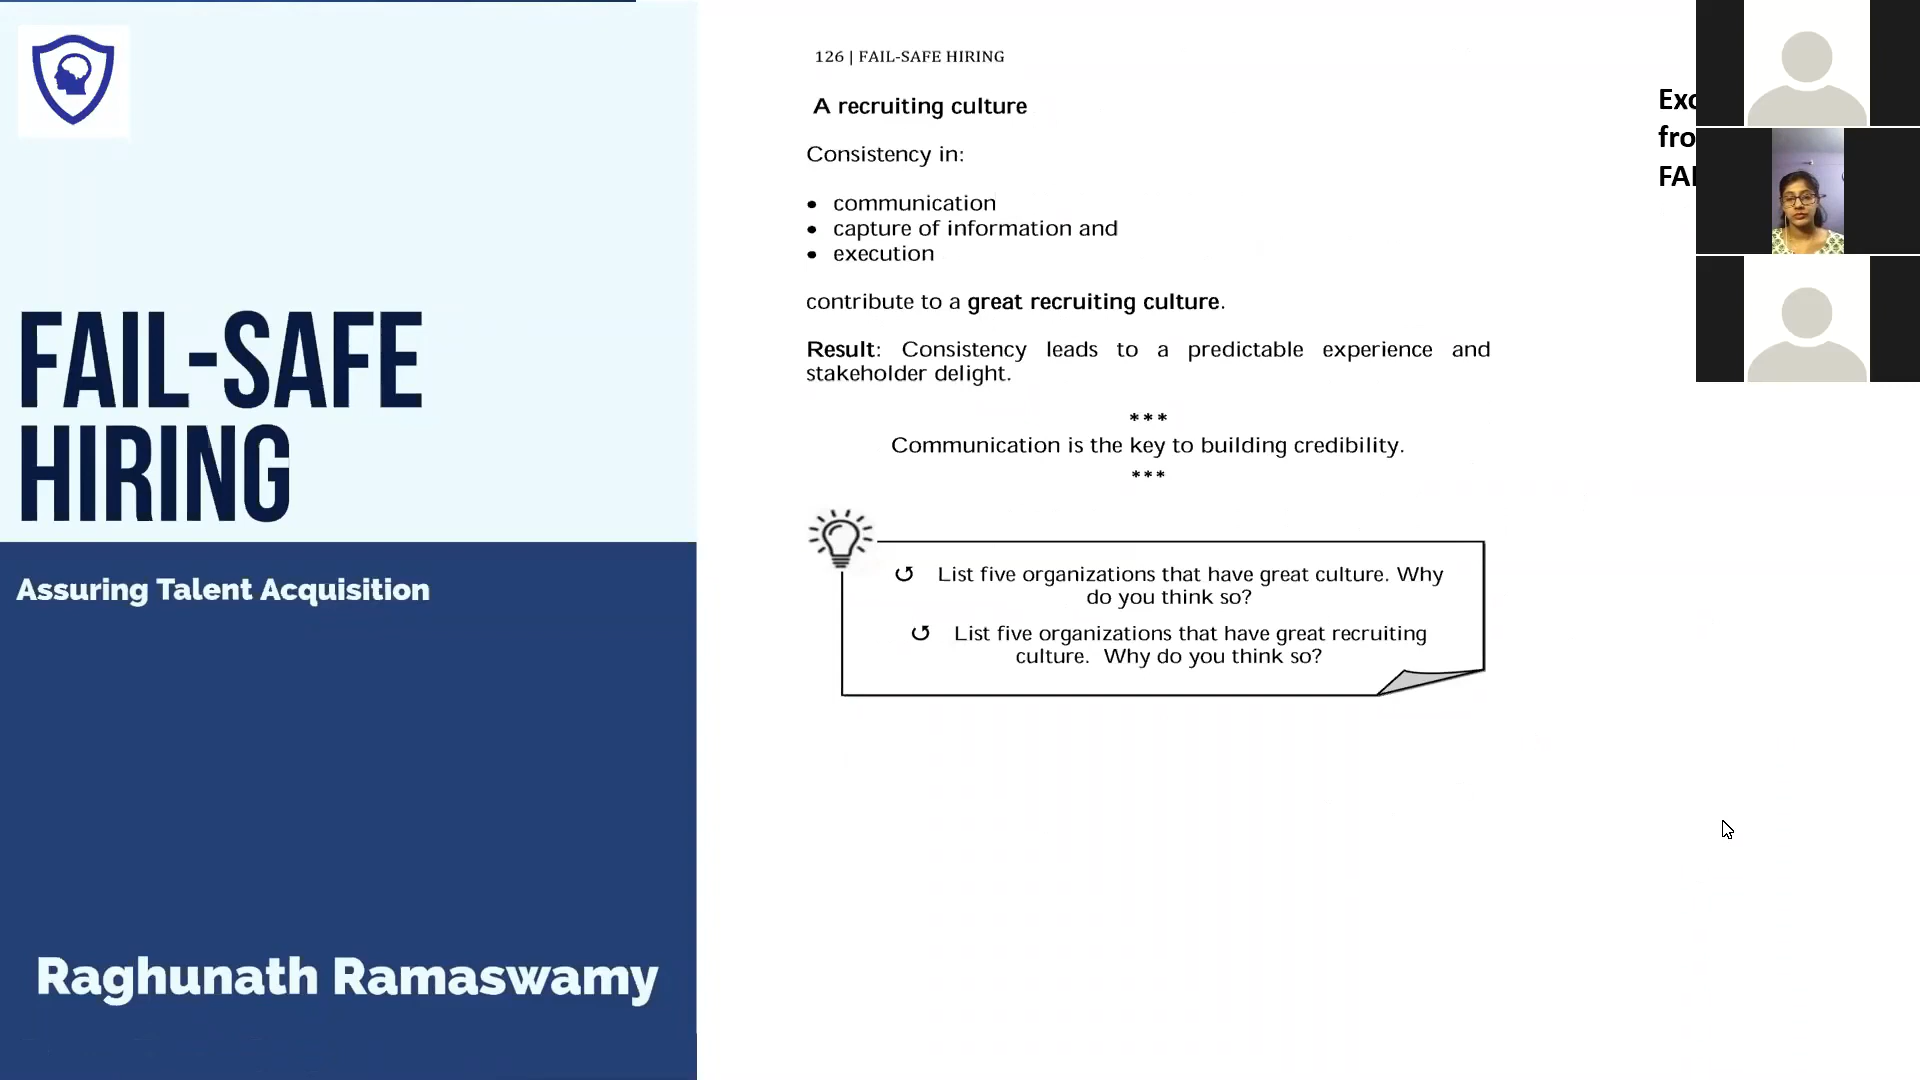 FAIL-SAFE
HIRING
Assuring Talent Acquisition
Raghunath Ramaswamy
126 | FAIL-SAFE HIRING
A recruiting culture
Consistency in:
• communication
• capture of information and
• execution
contribute to a great recruiting culture.
Result: Consistency leads to a predictable experience and
stakeholder delight.
***
Communication is the key to building credibility.
***
↺ List five organizations that have great culture. Why
do you think so?
↺ List five organizations that have great recruiting
culture. Why do you think so?